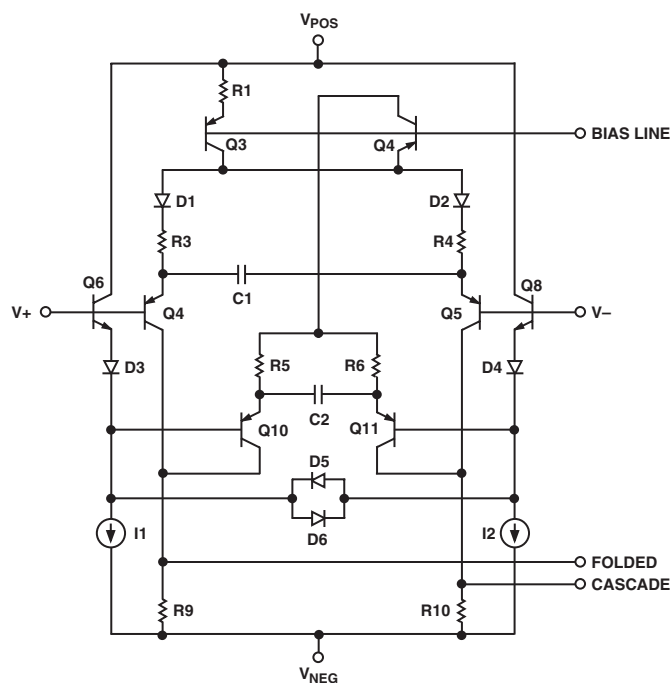 VPOS
R1
Q3
Q4
BIAS LINE
D1
D2
R3
R4
Q6
Q8
C1
V+
Q4
Q5
V–
D3
D4
R5
R6
C2
Q10
Q11
D5
D6
I1
I2
FOLDED
CASCADE
R9
R10
VNEG